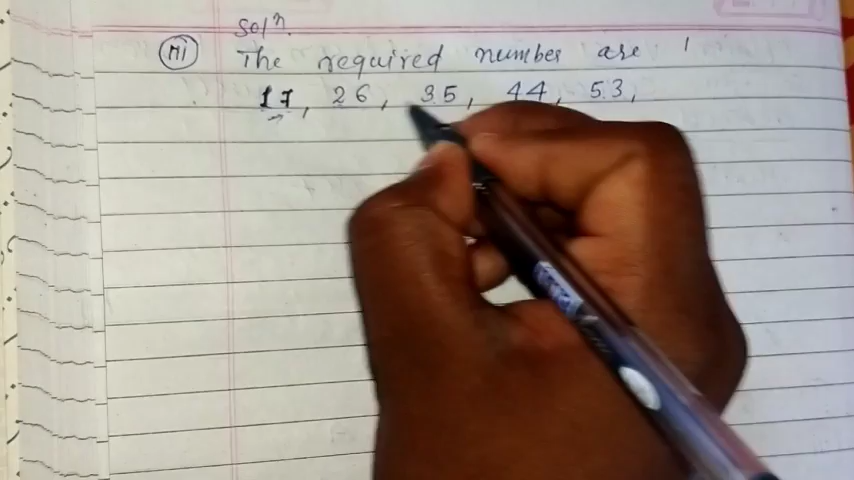 Solⁿ.
(iii) The required number are
17, 26, 35, 44, 53,